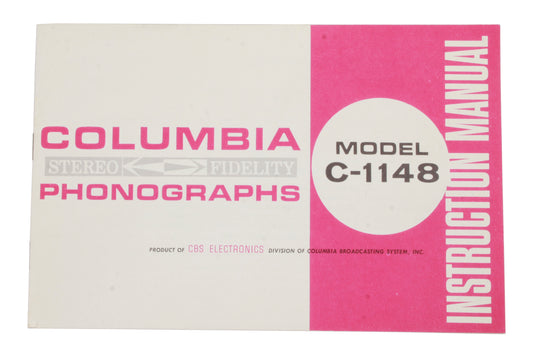 COLUMBIA
STEREO FIDELITY
PHONOGRAPHS
MODEL
C-1148
PRODUCT OF CBS ELECTRONICS DIVISION OF COLUMBIA BROADCASTING SYSTEM, INC.
INSTRUCTION MANUAL